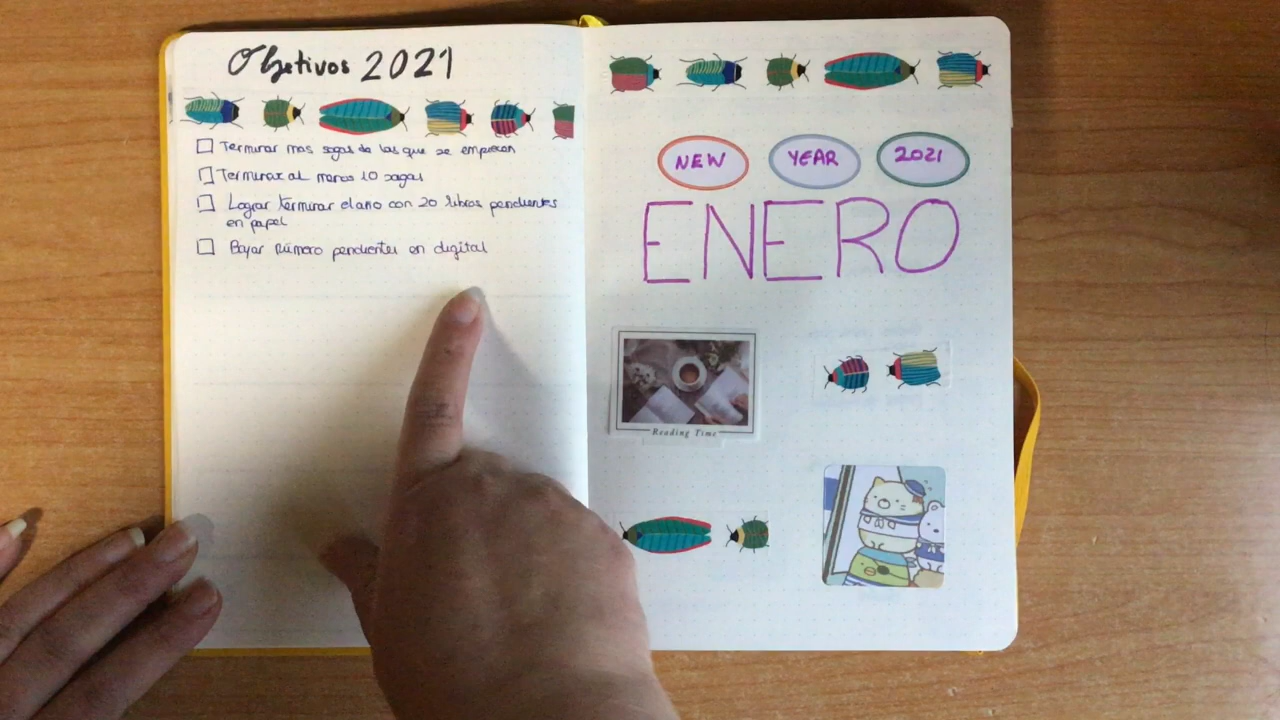 Objetivos 2021
Terminar mas sagas de las que se empiecen
Terminar al menos 10 sagas
Lograr terminar el año con 20 libros pendientes
en papel
Bajar número pendientes en digital
NEW YEAR 2021
ENERO
Reading Time